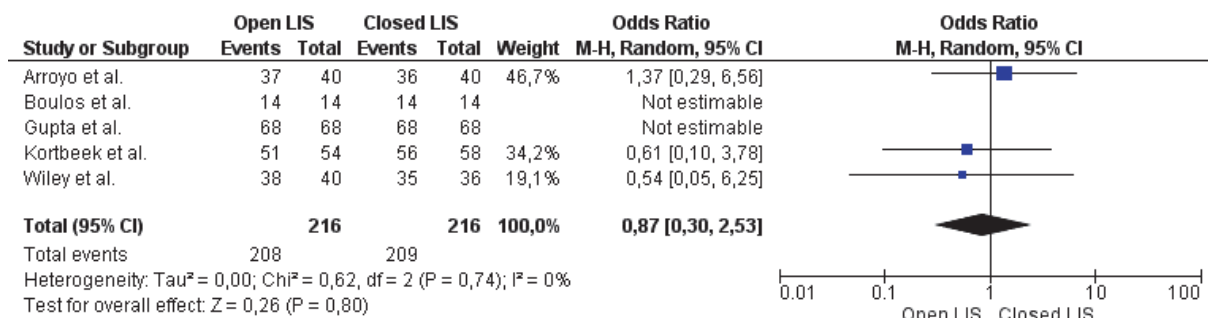 Open LIS Closed LIS Odds Ratio Odds Ratio
Study or Subgroup Events Total Events Total Weight M-H, Random, 95% CI M-H, Random, 95% CI
Arroyo et al. 37 40 36 40 46,7% 1,37 [0,29, 6,56]
Boulos et al. 14 14 14 14 Not estimable
Gupta et al. 68 68 68 68 Not estimable
Kortbeek et al. 51 54 56 58 34,2% 0,61 [0,10, 3,78]
Wiley et al. 38 40 35 36 19,1% 0,54 [0,05, 6,25]
Total (95% CI) 216 216 100,0% 0,87 [0,30, 2,53]
Total events 208 209
Heterogeneity: Tau² = 0,00; Chi² = 0,62, df = 2 (P = 0,74); I² = 0%
Test for overall effect: Z = 0,26 (P = 0,80)
0.01 0.1 1 10 100
Open LIS Closed LIS